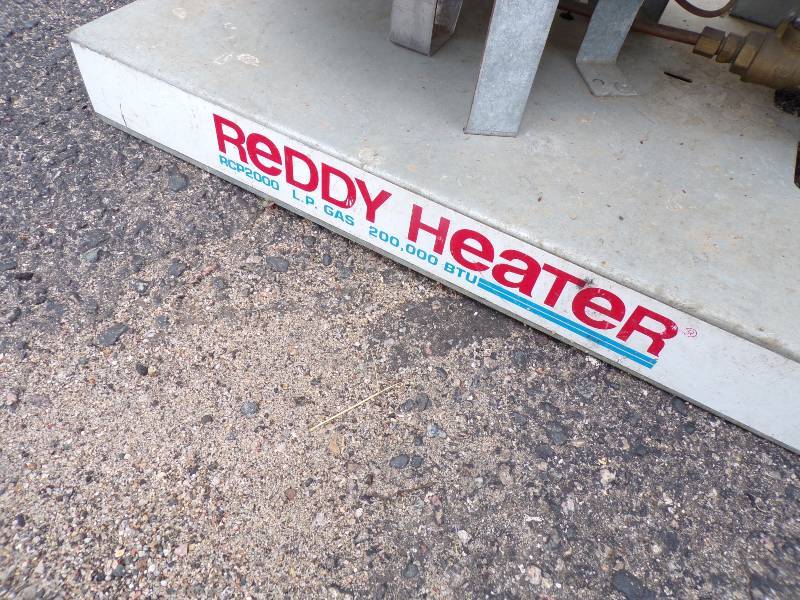 ReDDY HeaTeR®
RCP2000 L.P. GAS 200,000 BTU